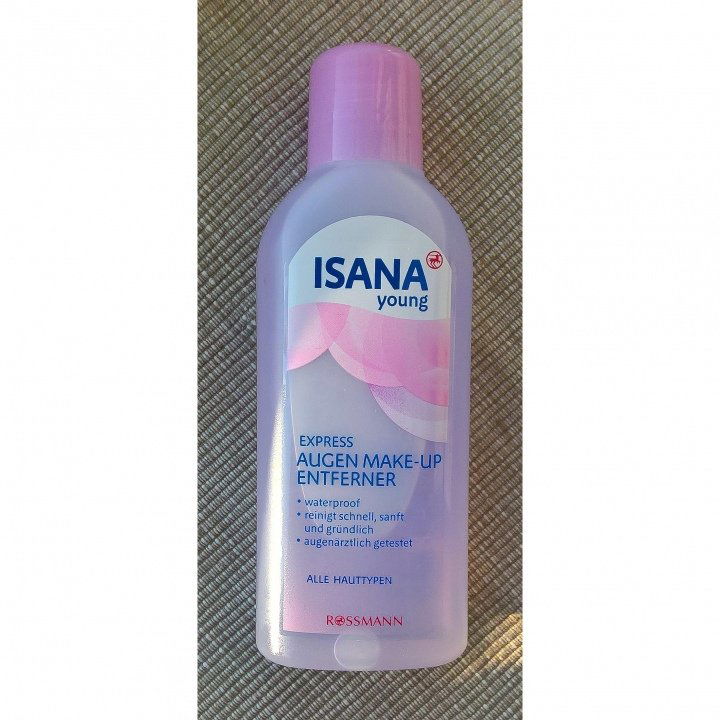 ISANA
young
EXPRESS
AUGEN MAKE-UP
ENTFERNER
• waterproof
• reinigt schnell, sanft
und gründlich
• augenärztlich getestet
ALLE HAUTTYPEN
ROSSMANN